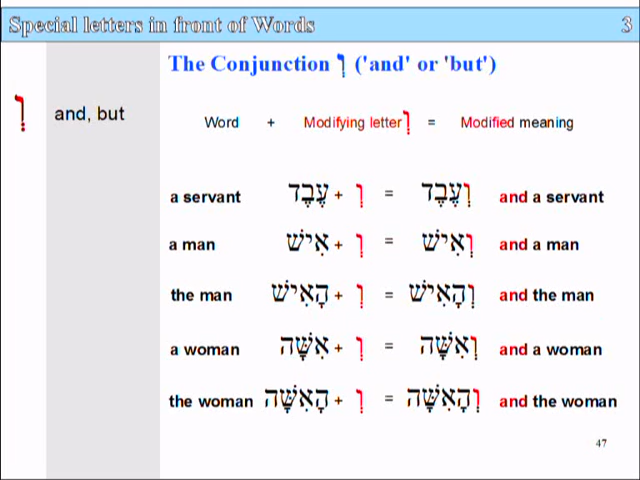 Special letters in front of Words 3
The Conjunction וְ ('and' or 'but')
וְ and, but
Word + Modifying letter וְ = Modified meaning
a servant עֶבֶד + וְ = וְעֶבֶד and a servant
a man אִישׁ + וְ = וְאִישׁ and a man
the man הָאִישׁ + וְ = וְהָאִישׁ and the man
a woman אִשָּׁה + וְ = וְאִשָּׁה and a woman
the woman הָאִשָּׁה + וְ = וְהָאִשָּׁה and the woman
47